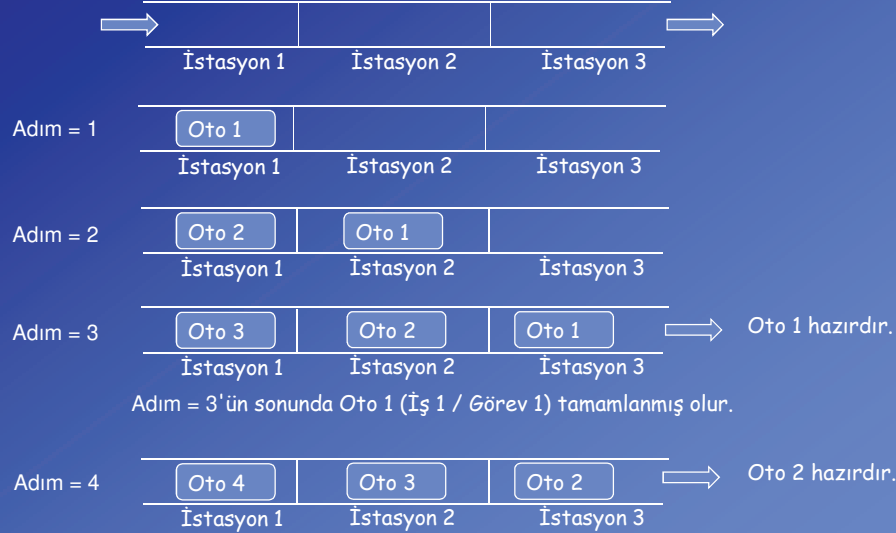 İstasyon 1 İstasyon 2 İstasyon 3
Adım = 1 Oto 1
İstasyon 1 İstasyon 2 İstasyon 3
Adım = 2 Oto 2 Oto 1
İstasyon 1 İstasyon 2 İstasyon 3
Adım = 3 Oto 3 Oto 2 Oto 1 Oto 1 hazırdır.
İstasyon 1 İstasyon 2 İstasyon 3
Adım = 3'ün sonunda Oto 1 (İş 1 / Görev 1) tamamlanmış olur.
Adım = 4 Oto 4 Oto 3 Oto 2 Oto 2 hazırdır.
İstasyon 1 İstasyon 2 İstasyon 3